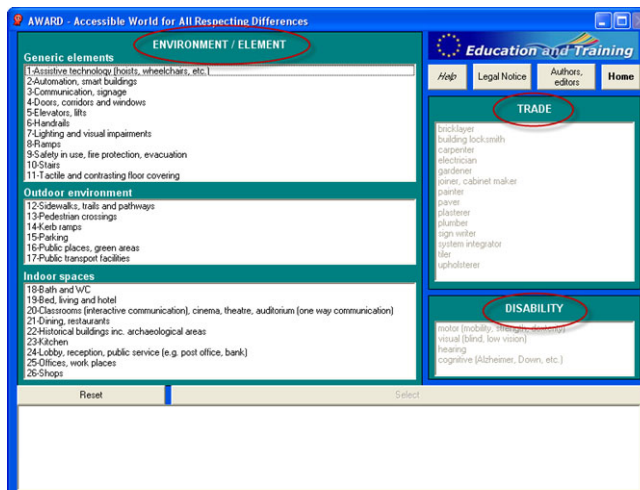 AWARD - Accessible World for All Respecting Differences
ENVIRONMENT / ELEMENT
Generic elements
1-Assistive technology (hoists, wheelchairs, etc.)
2-Automation, smart buildings
3-Communication, signage
4-Doors, corridors and windows
5-Elevators, lifts
6-Handrails
7-Lighting and visual impairments
8-Ramps
9-Safety in use, fire protection, evacuation
10-Stairs
11-Tactile and contrasting floor covering
Outdoor environment
12-Sidewalks, trails and pathways
13-Pedestrian crossings
14-Kerb ramps
15-Parking
16-Public places, green areas
17-Public transport facilities
Indoor spaces
18-Bath and WC
19-Bed, living and hotel
20-Classrooms (interactive communication), cinema, theatre, auditorium (one way communication)
21-Dining, restaurants
22-Historical buildings inc. archaeological areas
23-Kitchen
24-Lobby, reception, public service (e.g. post office, bank)
25-Offices, work places
26-Shops
Education and Training
Help
Legal Notice
Authors,
editors
Home
TRADE
bricklayer
building locksmith
carpenter
electrician
gardener
joiner, cabinet maker
painter
paver
plasterer
plumber
sign writer
system integrator
tiler
upholsterer
DISABILITY
motor (mobility, strength, dexterity)
visual (blind, low vision)
hearing
cognitive (Alzheimer, Down, etc.)
Reset
Select